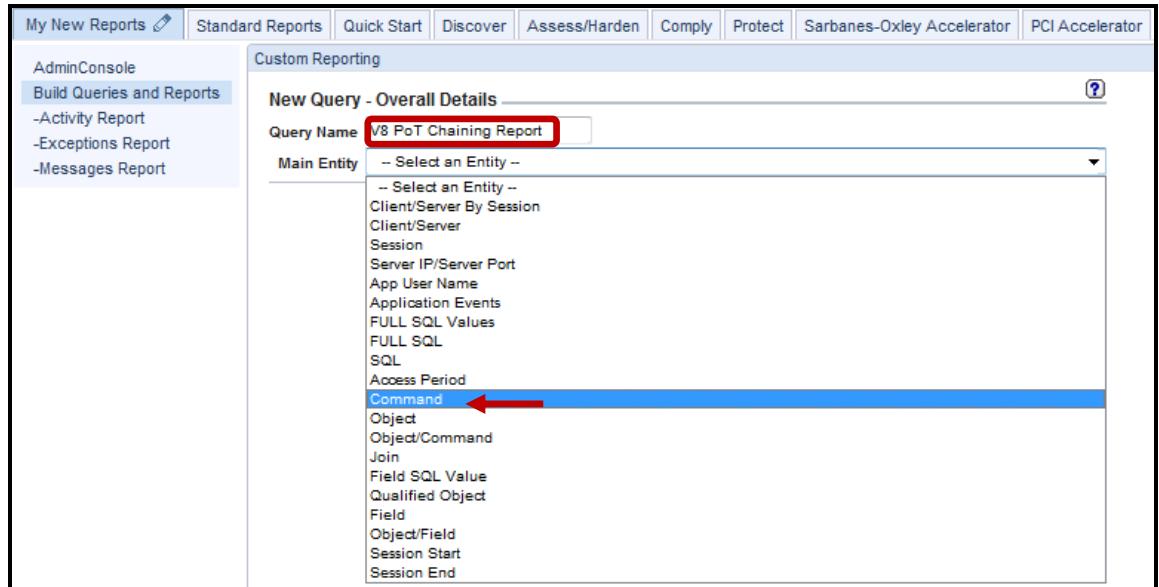 My New Reports Standard Reports Quick Start Discover Assess/Harden Comply Protect Sarbanes-Oxley Accelerator PCI Accelerator
AdminConsole
Build Queries and Reports
-Activity Report
-Exceptions Report
-Messages Report
Custom Reporting
New Query - Overall Details
?
Query Name V8 PoT Chaining Report
Main Entity -- Select an Entity --
-- Select an Entity --
Client/Server By Session
Client/Server
Session
Server IP/Server Port
App User Name
Application Events
FULL SQL Values
FULL SQL
SQL
Access Period
Command
Object
Object/Command
Join
Field SQL Value
Qualified Object
Field
Object/Field
Session Start
Session End